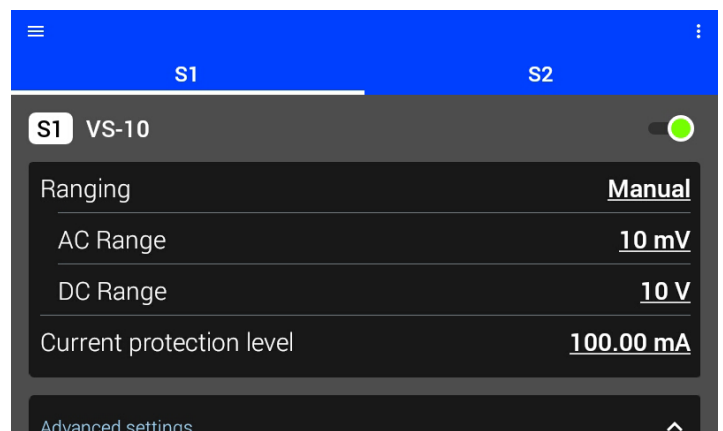 S1 S2
S1 VS-10
Ranging Manual
AC Range 10 mV
DC Range 10 V
Current protection level 100.00 mA
Advanced settings